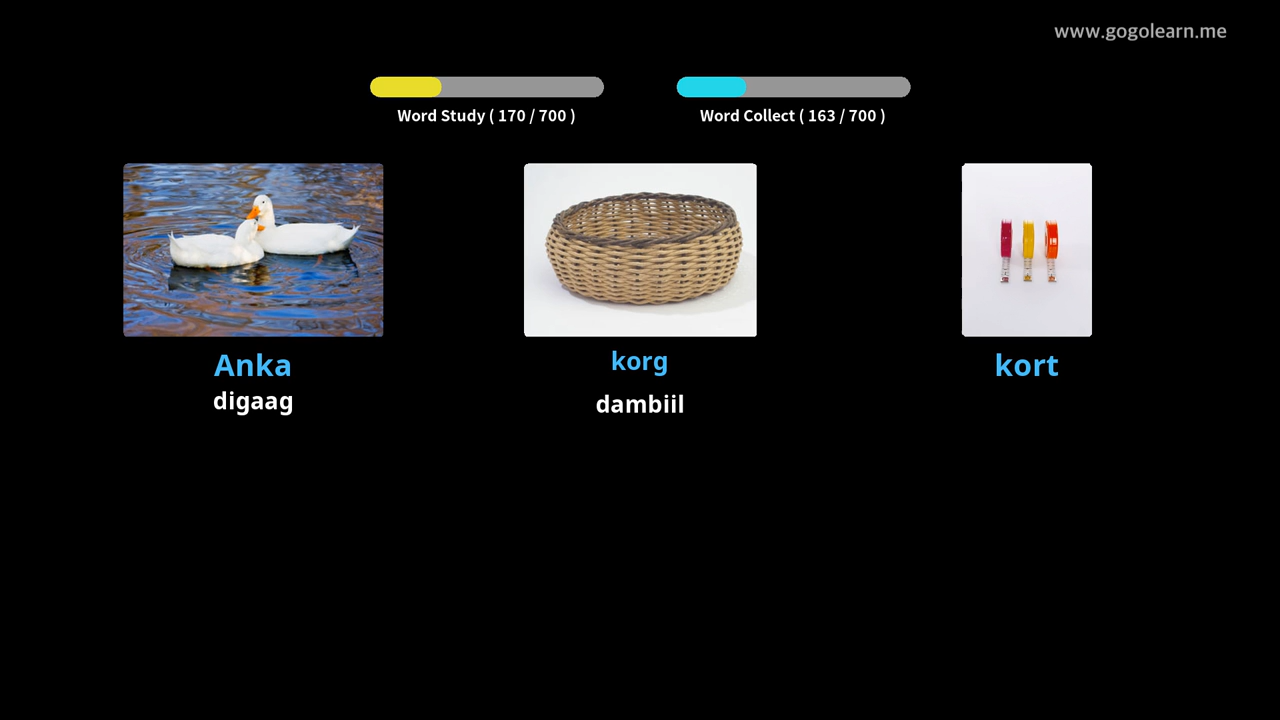 www.gogolearn.me
Word Study ( 170 / 700 )
Word Collect ( 163 / 700 )
Anka
digaag
korg
dambiil
kort